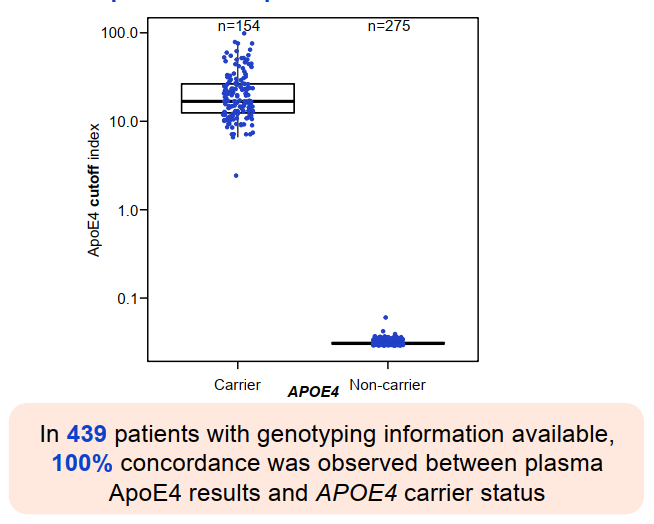 n=154
n=275
100.0
10.0
1.0
0.1
ApoE4 cutoff index
Carrier
Non-carrier
APOE4
In 439 patients with genotyping information available,
100% concordance was observed between plasma
ApoE4 results and APOE4 carrier status